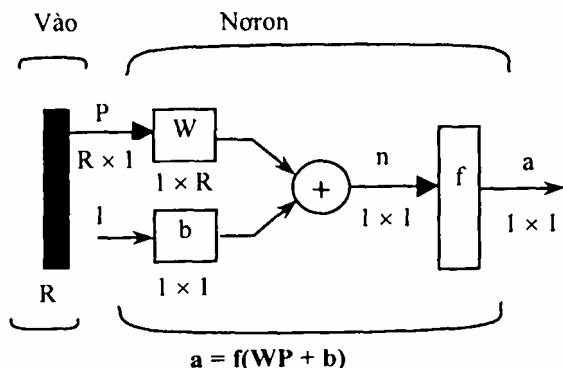 Vào Nơron
P W
R × 1 1 × R
n f a
+
1 × 1 1 × 1
1 b
R 1 × 1
a = f(WP + b)